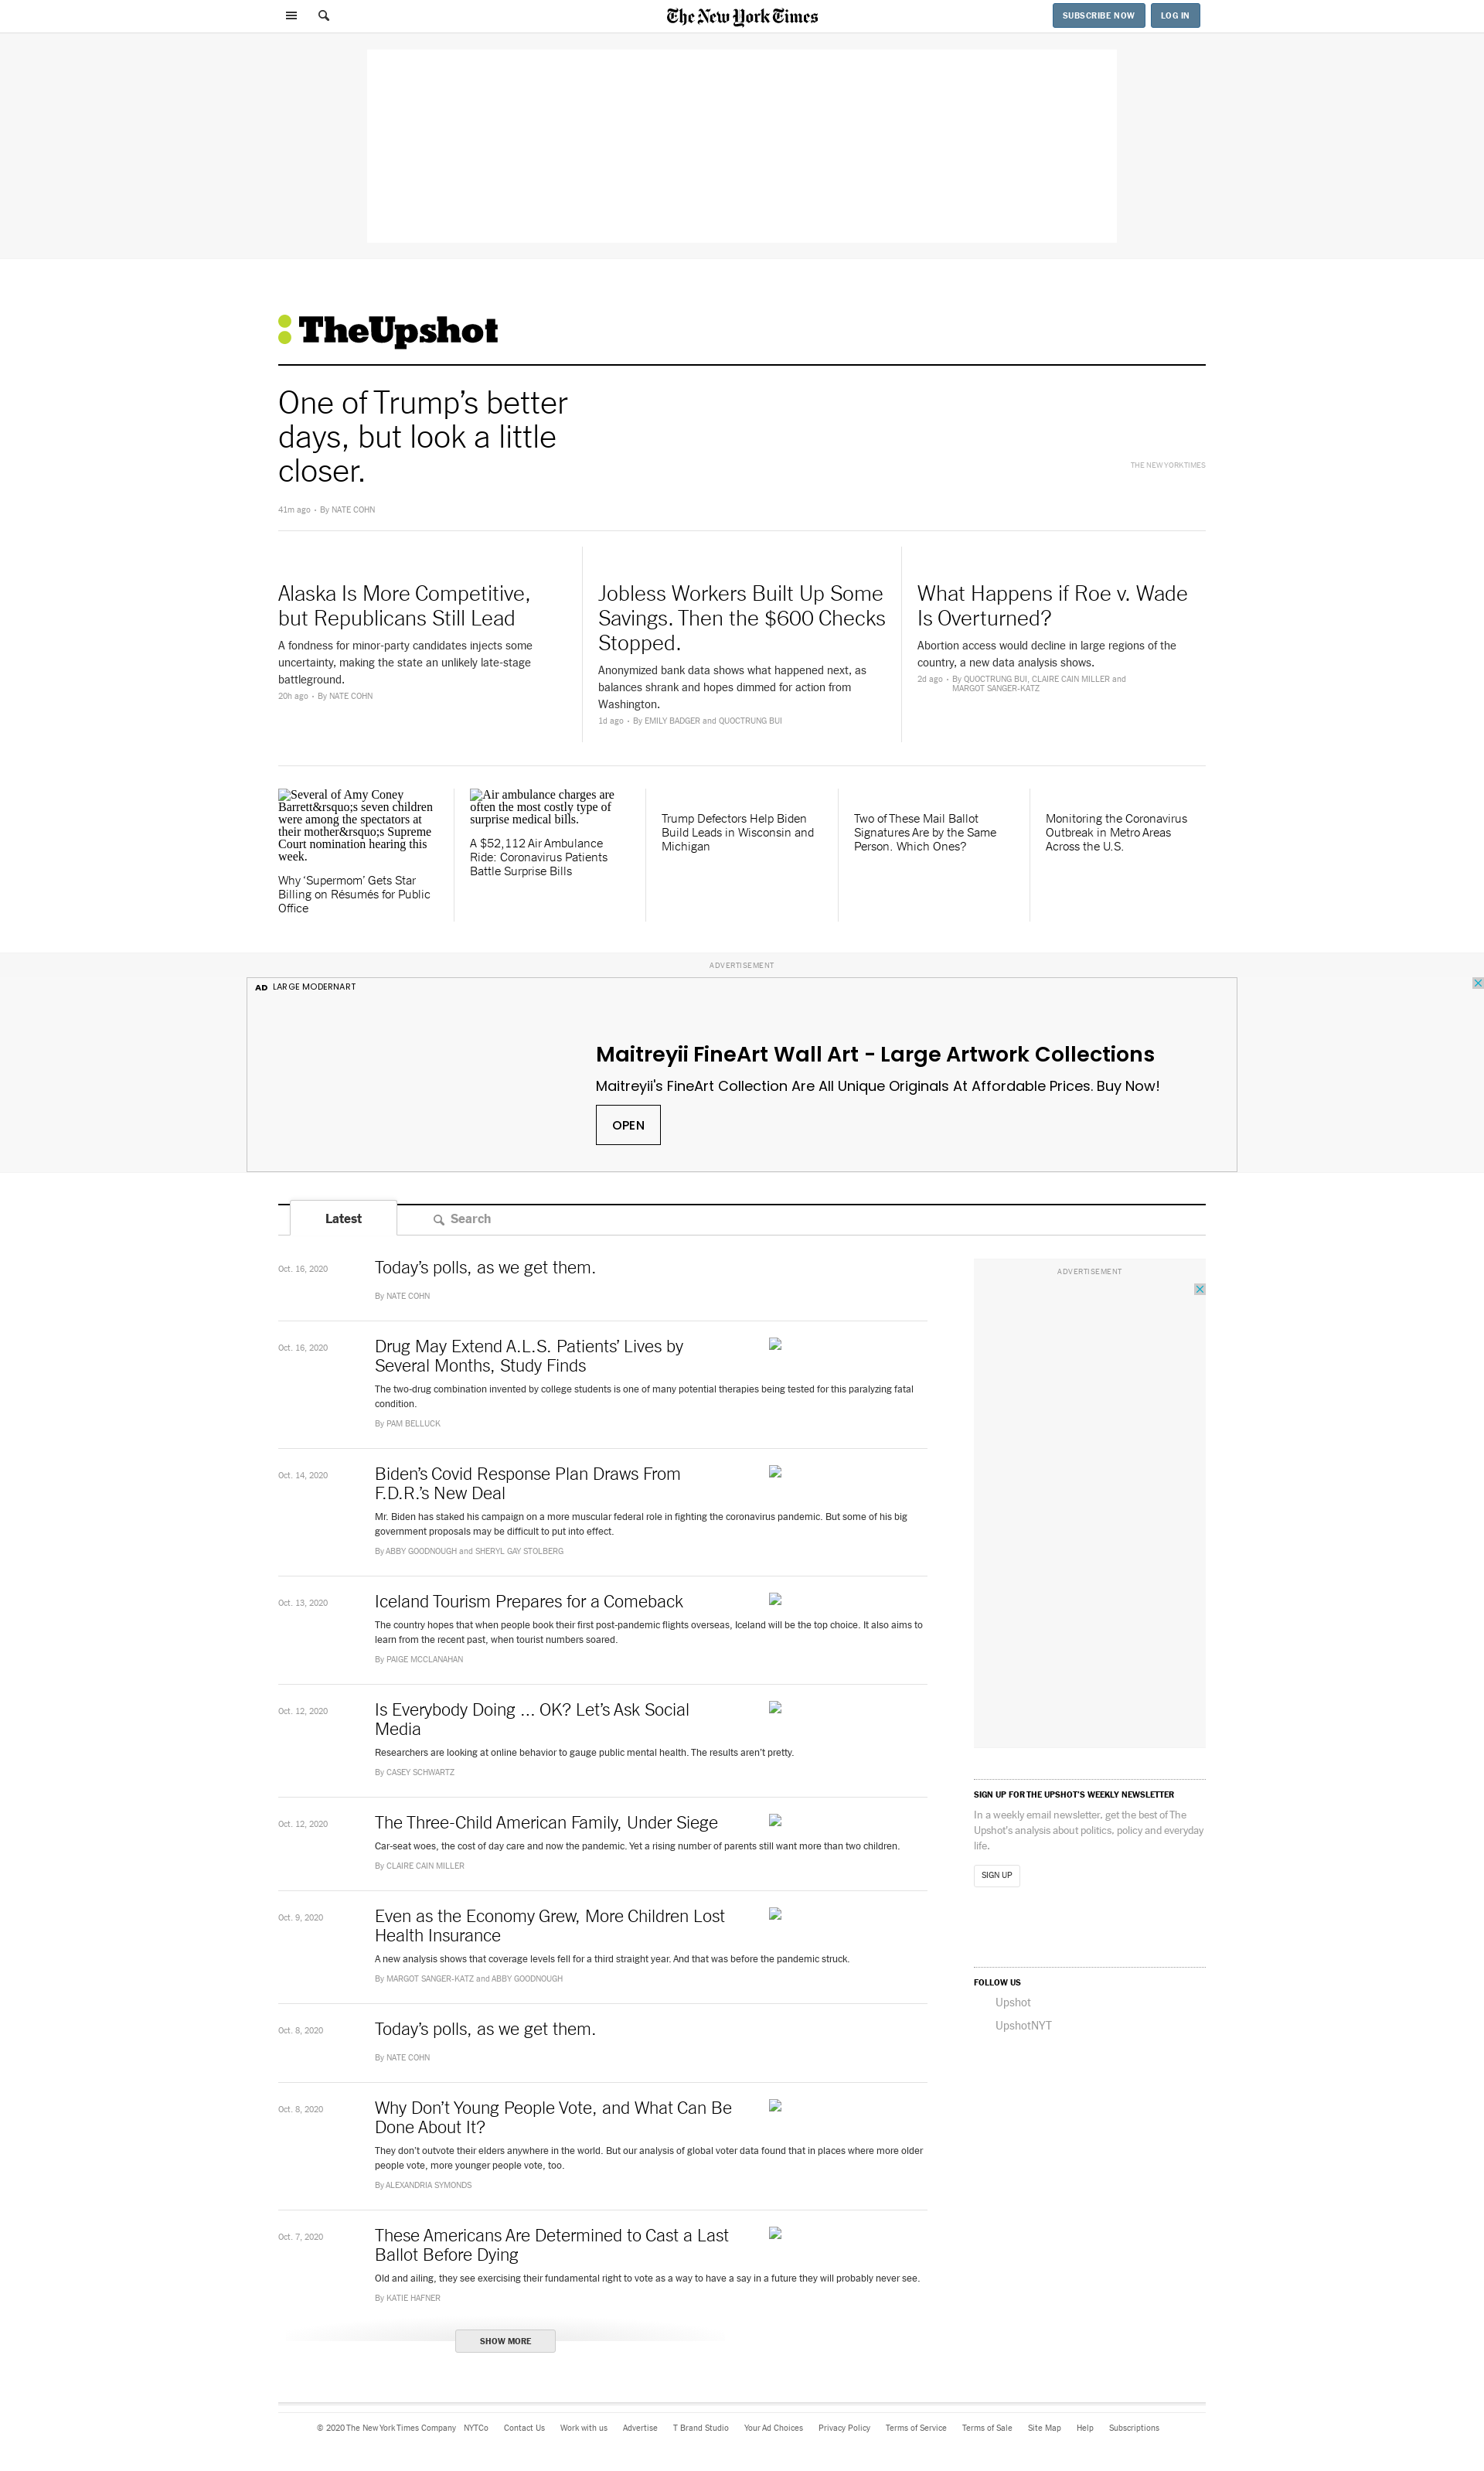 The New York Times
SUBSCRIBE NOW
LOG IN
TheUpshot
One of Trump’s better
days, but look a little
closer.
THE NEW YORK TIMES
41m ago • By NATE COHN
Alaska Is More Competitive,
but Republicans Still Lead
A fondness for minor-party candidates injects some
uncertainty, making the state an unlikely late-stage
battleground.
20h ago • By NATE COHN
Jobless Workers Built Up Some
Savings. Then the $600 Checks
Stopped.
Anonymized bank data shows what happened next, as
balances shrank and hopes dimmed for action from
Washington.
1d ago • By EMILY BADGER and QUOCTRUNG BUI
What Happens if Roe v. Wade
Is Overturned?
Abortion access would decline in large regions of the
country, a new data analysis shows.
2d ago • By QUOCTRUNG BUI, CLAIRE CAIN MILLER and
MARGOT SANGER-KATZ
Several of Amy Coney
Barrett&rsquo;s seven children
were among the spectators at
their mother&rsquo;s Supreme
Court nomination hearing this
week.
Why ‘Supermom’ Gets Star
Billing on Résumés for Public
Office
Air ambulance charges are
often the most costly type of
surprise medical bills.
A $52,112 Air Ambulance
Ride: Coronavirus Patients
Battle Surprise Bills
Trump Defectors Help Biden
Build Leads in Wisconsin and
Michigan
Two of These Mail Ballot
Signatures Are by the Same
Person. Which Ones?
Monitoring the Coronavirus
Outbreak in Metro Areas
Across the U.S.
ADVERTISEMENT
AD LARGE MODERNART
Maitreyii FineArt Wall Art - Large Artwork Collections
Maitreyii's FineArt Collection Are All Unique Originals At Affordable Prices. Buy Now!
OPEN
Latest
Search
Oct. 16, 2020
Today’s polls, as we get them.
By NATE COHN
Oct. 16, 2020
Drug May Extend A.L.S. Patients’ Lives by
Several Months, Study Finds
The two-drug combination invented by college students is one of many potential therapies being tested for this paralyzing fatal
condition.
By PAM BELLUCK
Oct. 14, 2020
Biden’s Covid Response Plan Draws From
F.D.R.’s New Deal
Mr. Biden has staked his campaign on a more muscular federal role in fighting the coronavirus pandemic. But some of his big
government proposals may be difficult to put into effect.
By ABBY GOODNOUGH and SHERYL GAY STOLBERG
Oct. 13, 2020
Iceland Tourism Prepares for a Comeback
The country hopes that when people book their first post-pandemic flights overseas, Iceland will be the top choice. It also aims to
learn from the recent past, when tourist numbers soared.
By PAIGE MCCLANAHAN
Oct. 12, 2020
Is Everybody Doing ... OK? Let’s Ask Social
Media
Researchers are looking at online behavior to gauge public mental health. The results aren’t pretty.
By CASEY SCHWARTZ
Oct. 12, 2020
The Three-Child American Family, Under Siege
Car-seat woes, the cost of day care and now the pandemic. Yet a rising number of parents still want more than two children.
By CLAIRE CAIN MILLER
Oct. 9, 2020
Even as the Economy Grew, More Children Lost
Health Insurance
A new analysis shows that coverage levels fell for a third straight year. And that was before the pandemic struck.
By MARGOT SANGER-KATZ and ABBY GOODNOUGH
Oct. 8, 2020
Today’s polls, as we get them.
By NATE COHN
Oct. 8, 2020
Why Don’t Young People Vote, and What Can Be
Done About It?
They don’t outvote their elders anywhere in the world. But our analysis of global voter data found that in places where more older
people vote, more younger people vote, too.
By ALEXANDRIA SYMONDS
Oct. 7, 2020
These Americans Are Determined to Cast a Last
Ballot Before Dying
Old and ailing, they see exercising their fundamental right to vote as a way to have a say in a future they will probably never see.
By KATIE HAFNER
SHOW MORE
ADVERTISEMENT
SIGN UP FOR THE UPSHOT'S WEEKLY NEWSLETTER
In a weekly email newsletter, get the best of The
Upshot's analysis about politics, policy and everyday
life.
SIGN UP
FOLLOW US
Upshot
UpshotNYT
© 2020 The New York Times Company NYTCo Contact Us Work with us Advertise T Brand Studio Your Ad Choices Privacy Policy Terms of Service Terms of Sale Site Map Help Subscriptions